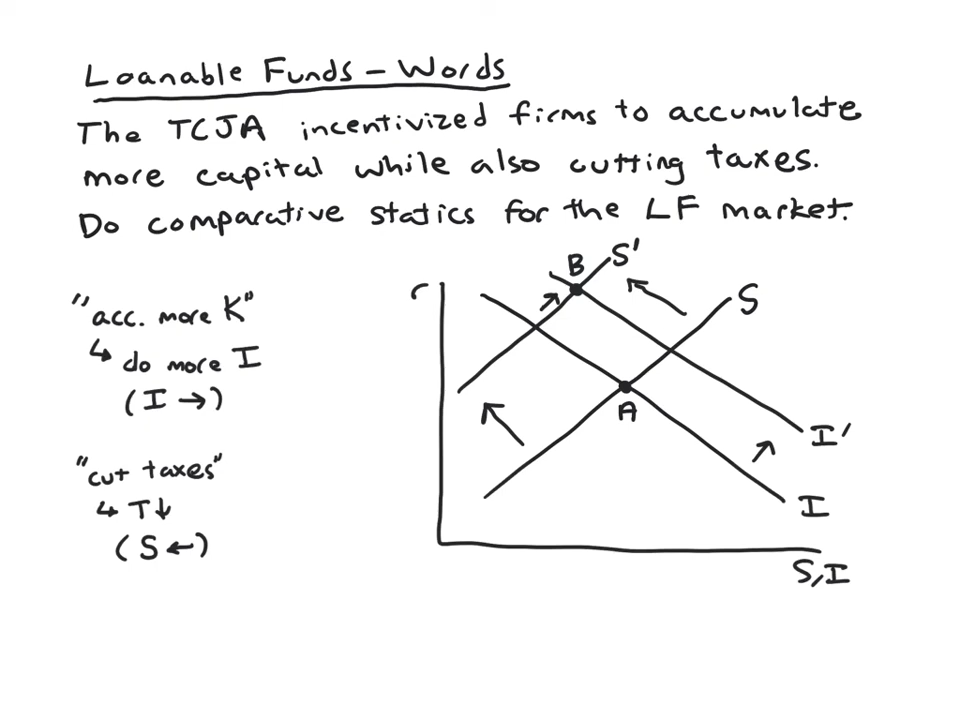 Loanable Funds – Words
The TCJA incentivized firms to accumulate
more capital while also cutting taxes.
Do comparative statics for the LF market.
"acc. more K"
↳ do more I
(I →)
"cut taxes"
↳ T↓
(S ←)
r
B
S'
S
A
I'
I
S, I